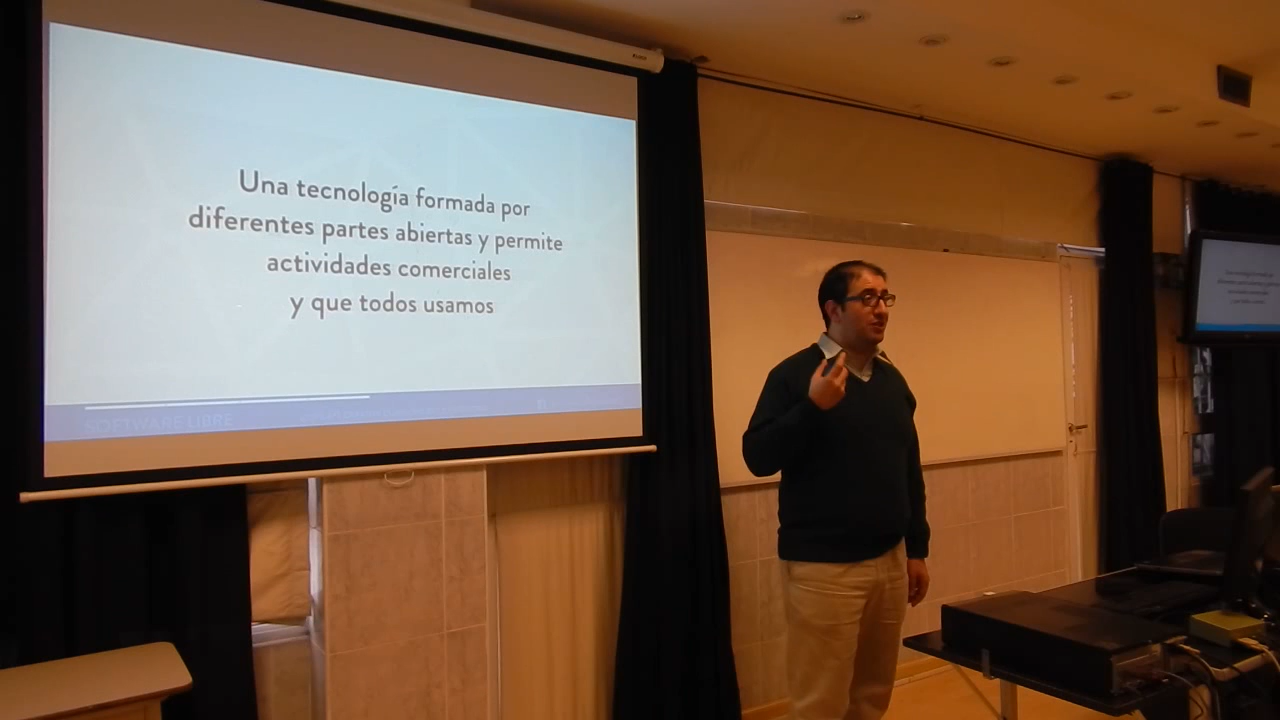 Una tecnología formada por
diferentes partes abiertas y permite
actividades comerciales
y que todos usamos
SOFTWARE LIBRE